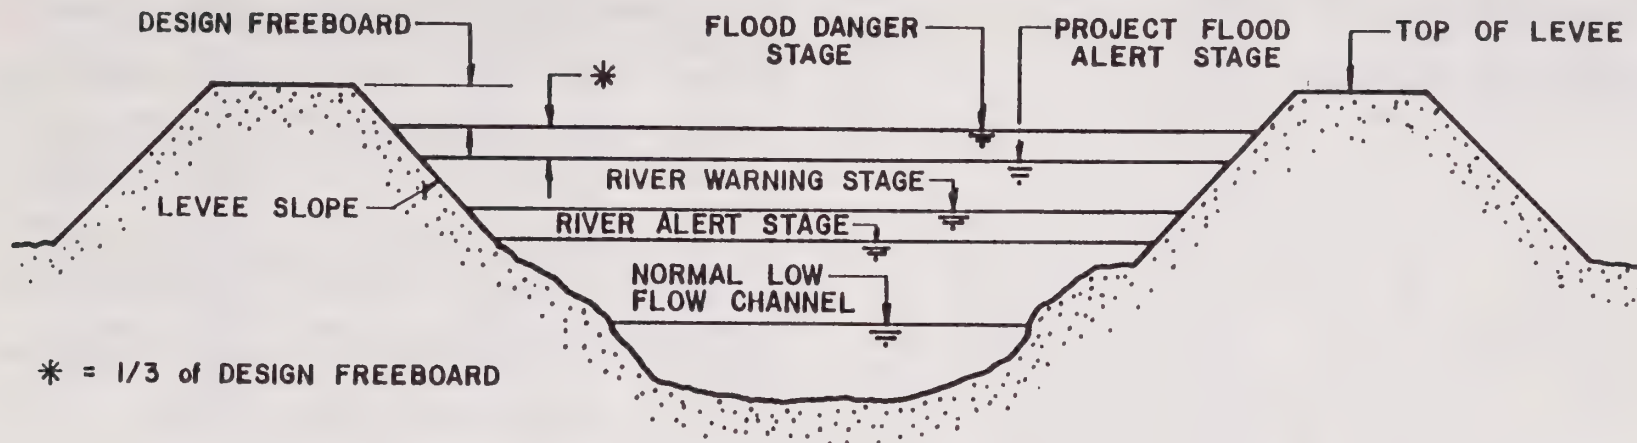 DESIGN FREEBOARD
*
FLOOD DANGER
STAGE
PROJECT FLOOD
ALERT STAGE
TOP OF LEVEE
RIVER WARNING STAGE
LEVEE SLOPE
RIVER ALERT STAGE
NORMAL LOW
FLOW CHANNEL
* = 1/3 of DESIGN FREEBOARD